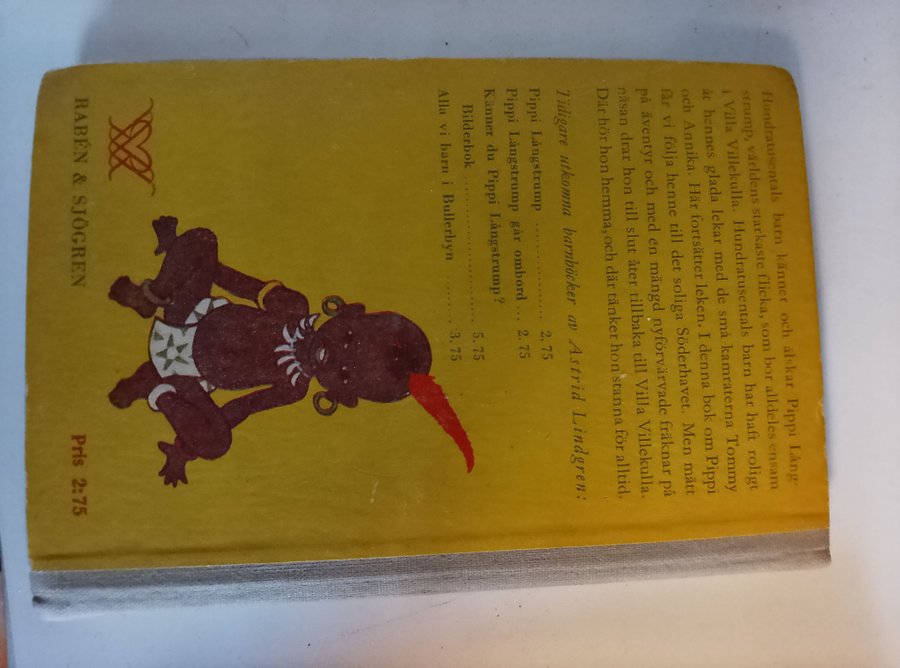 Hundratusentals barn känner och älskar Pippi Lång-
strump, världens starkaste flicka, som bor alldeles ensam
i Villa Villekulla. Hundratusentals barn har haft roligt
åt hennes glada lekar med de små kamraterna Tommy
och Annika. Här fortsätter leken. I denna bok om Pippi
får vi följa henne till det soliga Söderhavet. Men mätt
på äventyr och med en mängd nyförvärvade fräknar på
näsan drar hon till slut åter tillbaka till Villa Villekulla.
Där hör hon hemma, och där tänker hon stanna för alltid.
Tidigare utkomna barnböcker av Astrid Lindgren:
Pippi Långstrump .......... 2.75
Pippi Långstrump går ombord ... 2.75
Känner du Pippi Långstrump?
Bilderbok .................. 5.75
Alla vi barn i Bullerbyn ....... 3.75
RABÉN & SJÖGREN
Pris 2:75